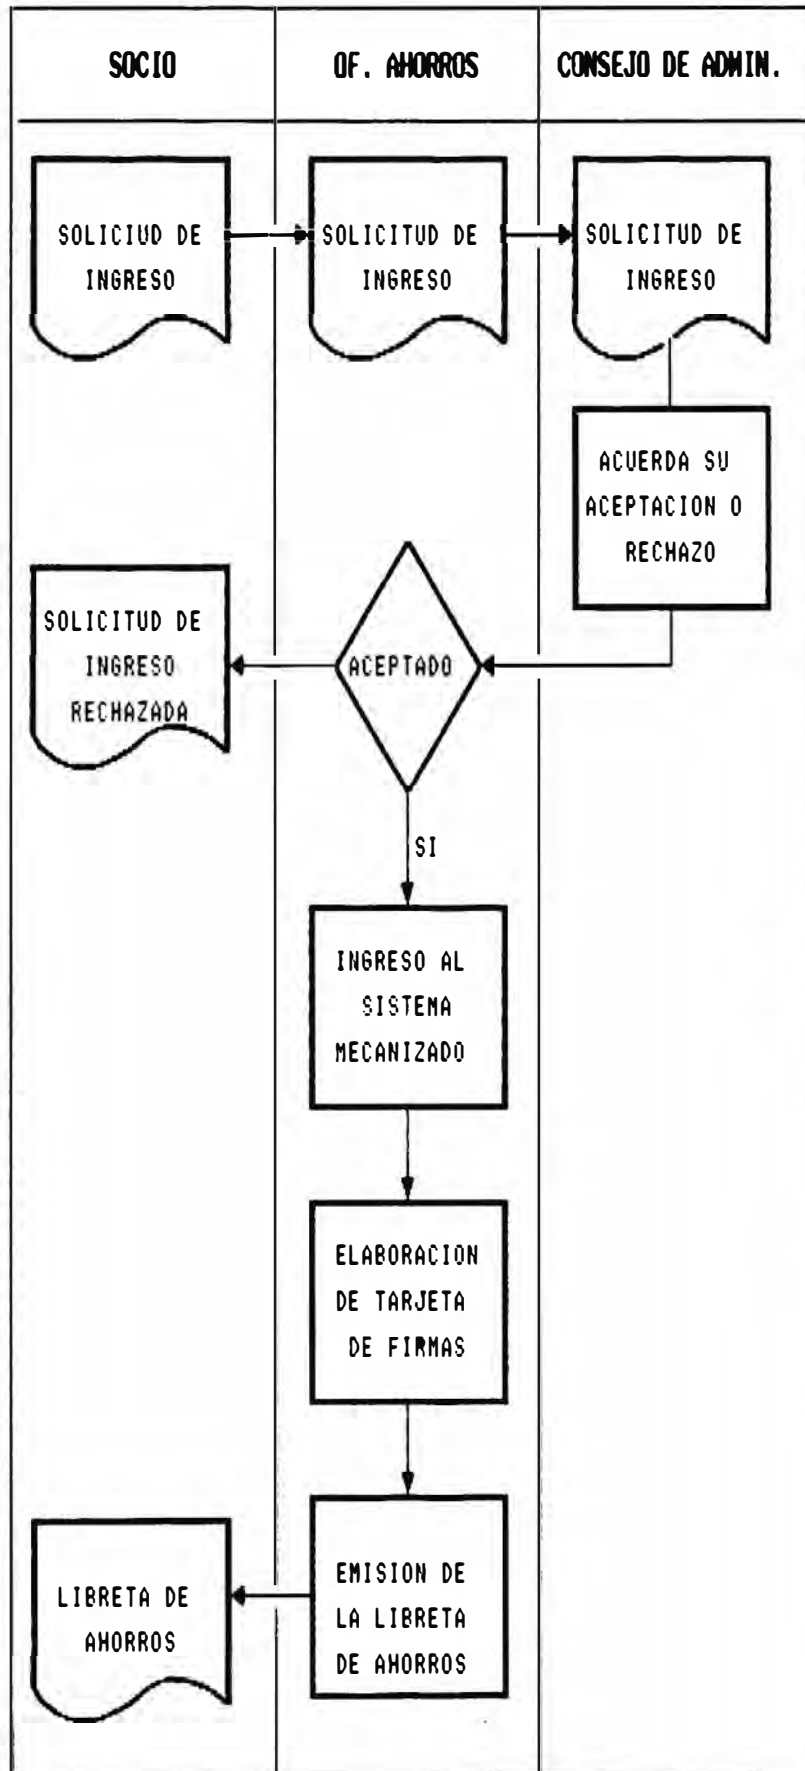 SOCIO
OF. AHORROS
CONSEJO DE ADMIN.
SOLICIUD DE
INGRESO
SOLICITUD DE
INGRESO
SOLICITUD DE
INGRESO
ACUERDA SU
ACEPTACION O
RECHAZO
SOLICITUD DE
INGRESO
RECHAZADA
ACEPTADO
SI
INGRESO AL
SISTEMA
MECANIZADO
ELABORACION
DE TARJETA
DE FIRMAS
EMISION DE
LA LIBRETA
DE AHORROS
LIBRETA DE
AHORROS